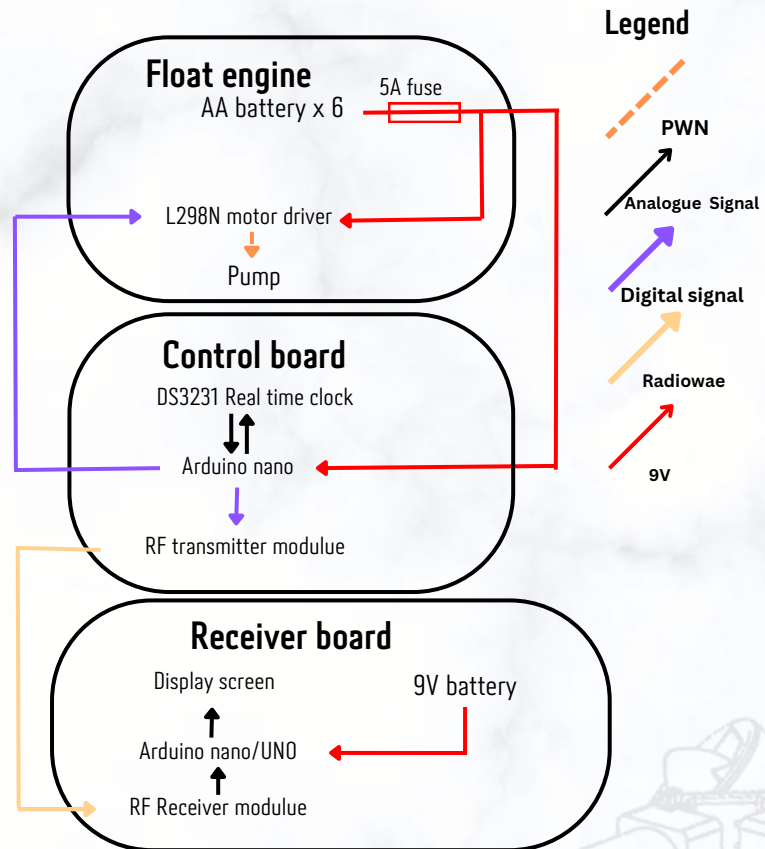 Legend
Float engine
AA battery x 6
5A fuse
L298N motor driver
Pump
PWN
Analogue Signal
Digital signal
Radiowae
9V
Control board
DS3231 Real time clock
Arduino nano
RF transmitter modulue
Receiver board
Display screen
9V battery
Arduino nano/UNO
RF Receiver modulue